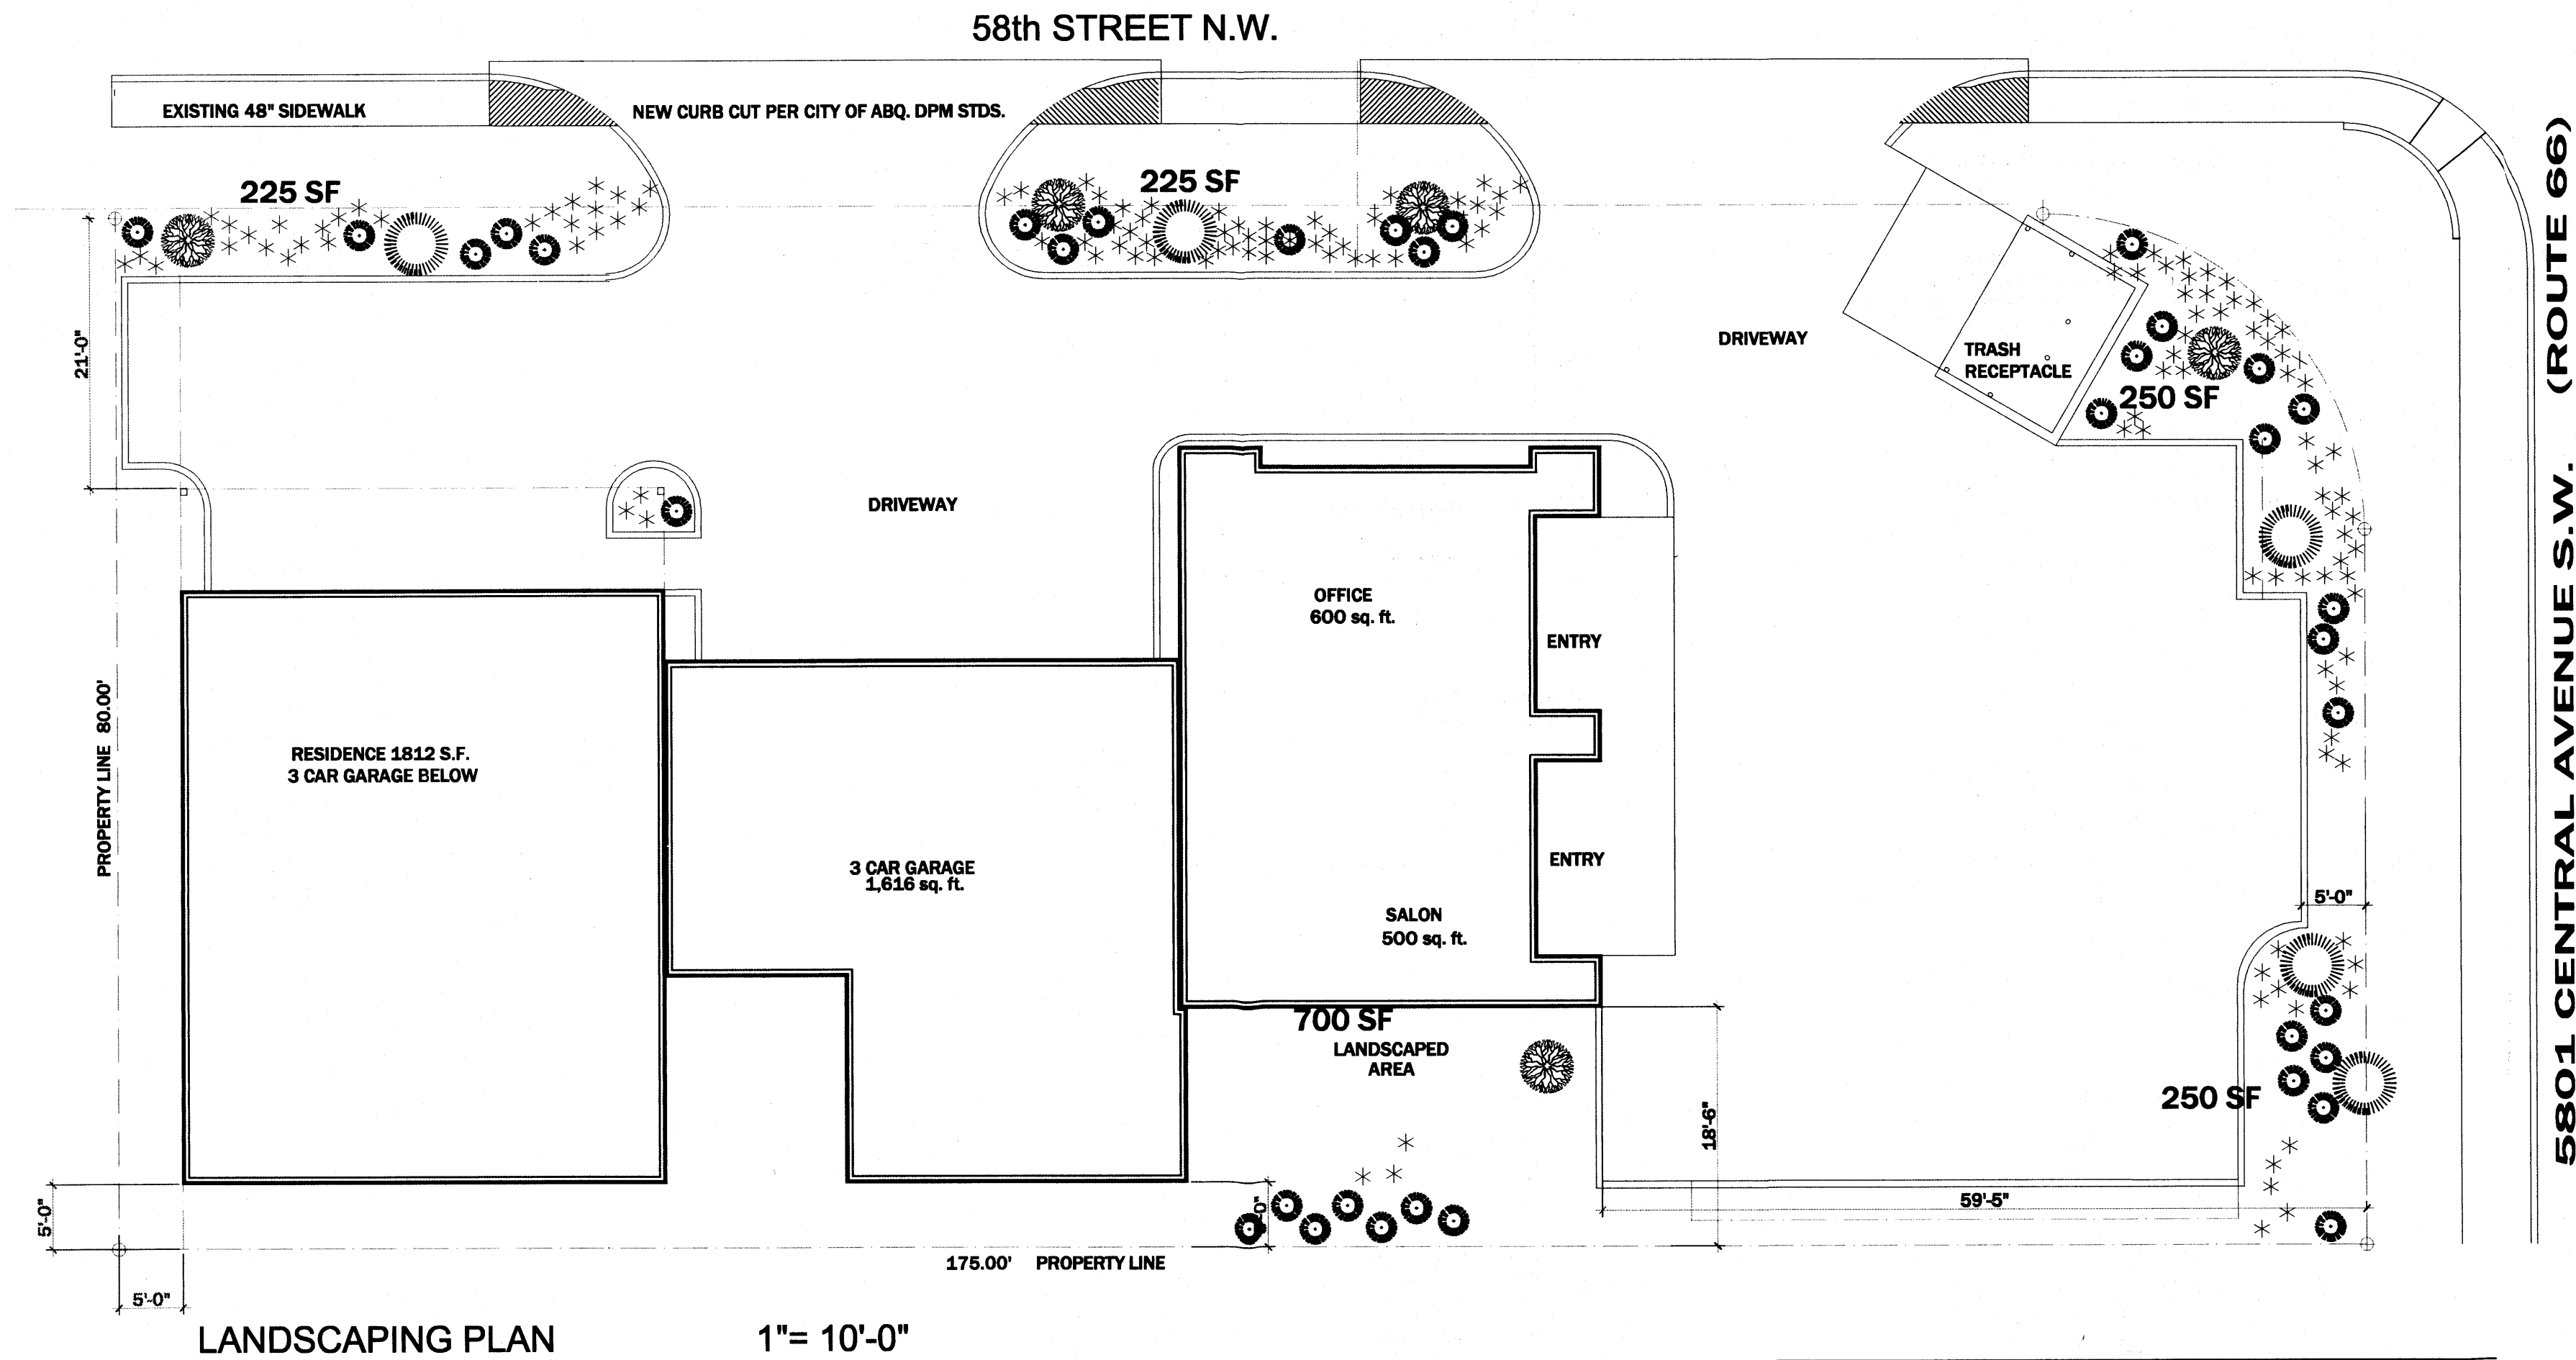 58th STREET N.W.
EXISTING 48" SIDEWALK
NEW CURB CUT PER CITY OF ABQ. DPM STDS.
225 SF
225 SF
21'-0"
DRIVEWAY
TRASH
RECEPTACLE
250 SF
DRIVEWAY
OFFICE
600 sq. ft.
ENTRY
PROPERTY LINE 80.00'
RESIDENCE 1812 S.F.
3 CAR GARAGE BELOW
3 CAR GARAGE
1,616 sq. ft.
ENTRY
SALON
500 sq. ft.
5'-0"
700 SF
LANDSCAPED
AREA
250 SF
18'-6"
59'-5"
5'-0"
175.00' PROPERTY LINE
5'-0"
LANDSCAPING PLAN 1"= 10'-0"
5801 CENTRAL AVENUE S.W. (ROUTE 66)